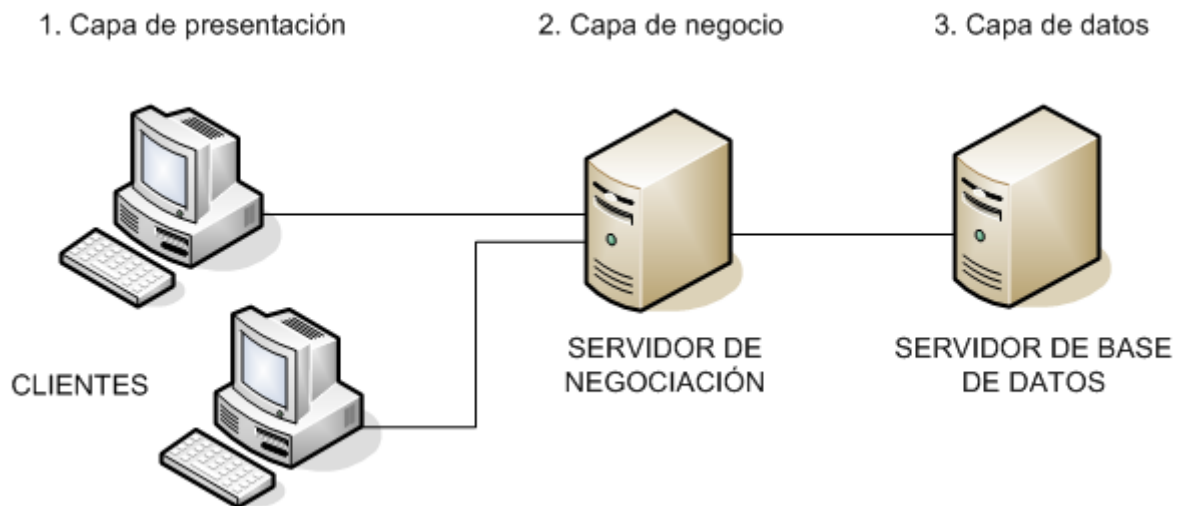 1. Capa de presentación
2. Capa de negocio
3. Capa de datos
CLIENTES
SERVIDOR DE
NEGOCIACIÓN
SERVIDOR DE BASE
DE DATOS